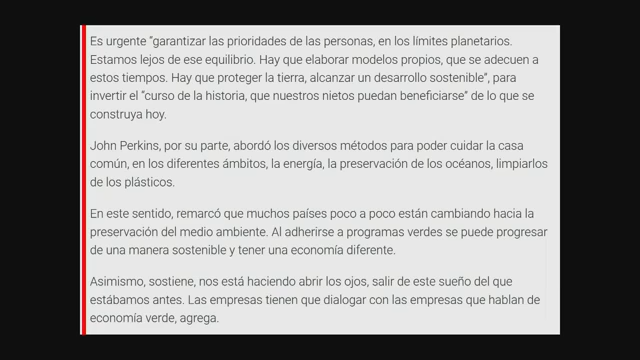 Es urgente “garantizar las prioridades de las personas, en los límites planetarios.
Estamos lejos de ese equilibrio. Hay que elaborar modelos propios, que se adecuen a
estos tiempos. Hay que proteger la tierra, alcanzar un desarrollo sostenible”, para
invertir el “curso de la historia, que nuestros nietos puedan beneficiarse” de lo que se
construya hoy.
John Perkins, por su parte, abordó los diversos métodos para poder cuidar la casa
común, en los diferentes ámbitos, la energía, la preservación de los océanos, limpiarlos
de los plásticos.
En este sentido, remarcó que muchos países poco a poco están cambiando hacia la
preservación del medio ambiente. Al adherirse a programas verdes se puede progresar
de una manera sostenible y tener una economía diferente.
Asimismo, sostiene, nos está haciendo abrir los ojos, salir de este sueño del que
estábamos antes. Las empresas tienen que dialogar con las empresas que hablan de
economía verde, agrega.